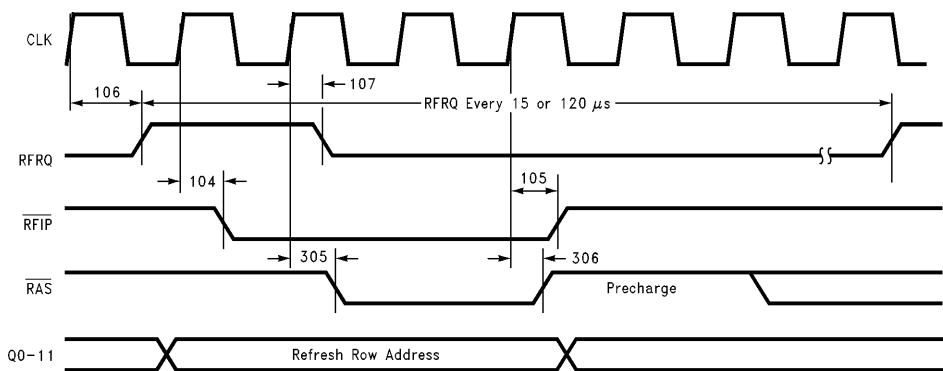 CLK
107
106
RFRQ Every 15 or 120 μs
RFRQ
104
105
RFIP
305
306
RAS
Precharge
Q0-11
Refresh Row Address